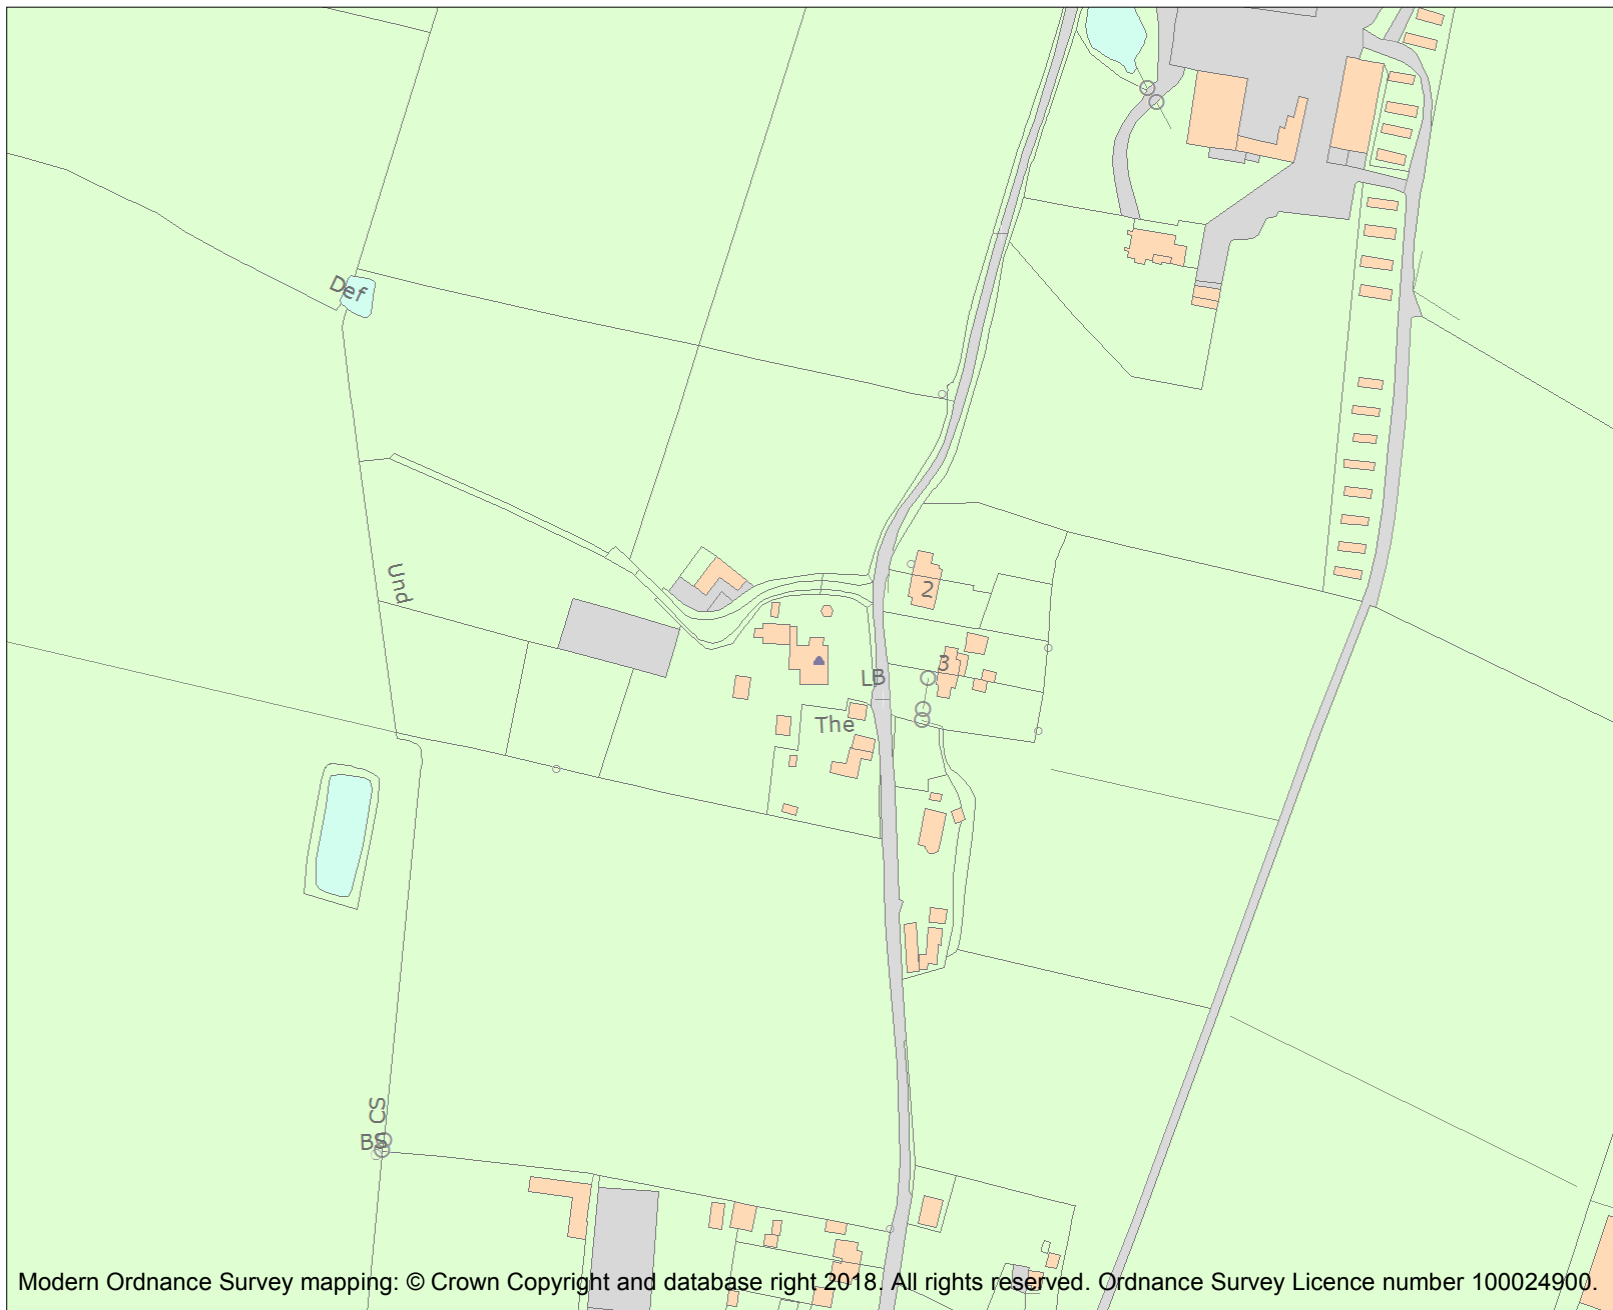 Def
Und
2
3
LB
The
CS
BS
Modern Ordnance Survey mapping: © Crown Copyright and database right 2018. All rights reserved. Ordnance Survey Licence number 100024900.